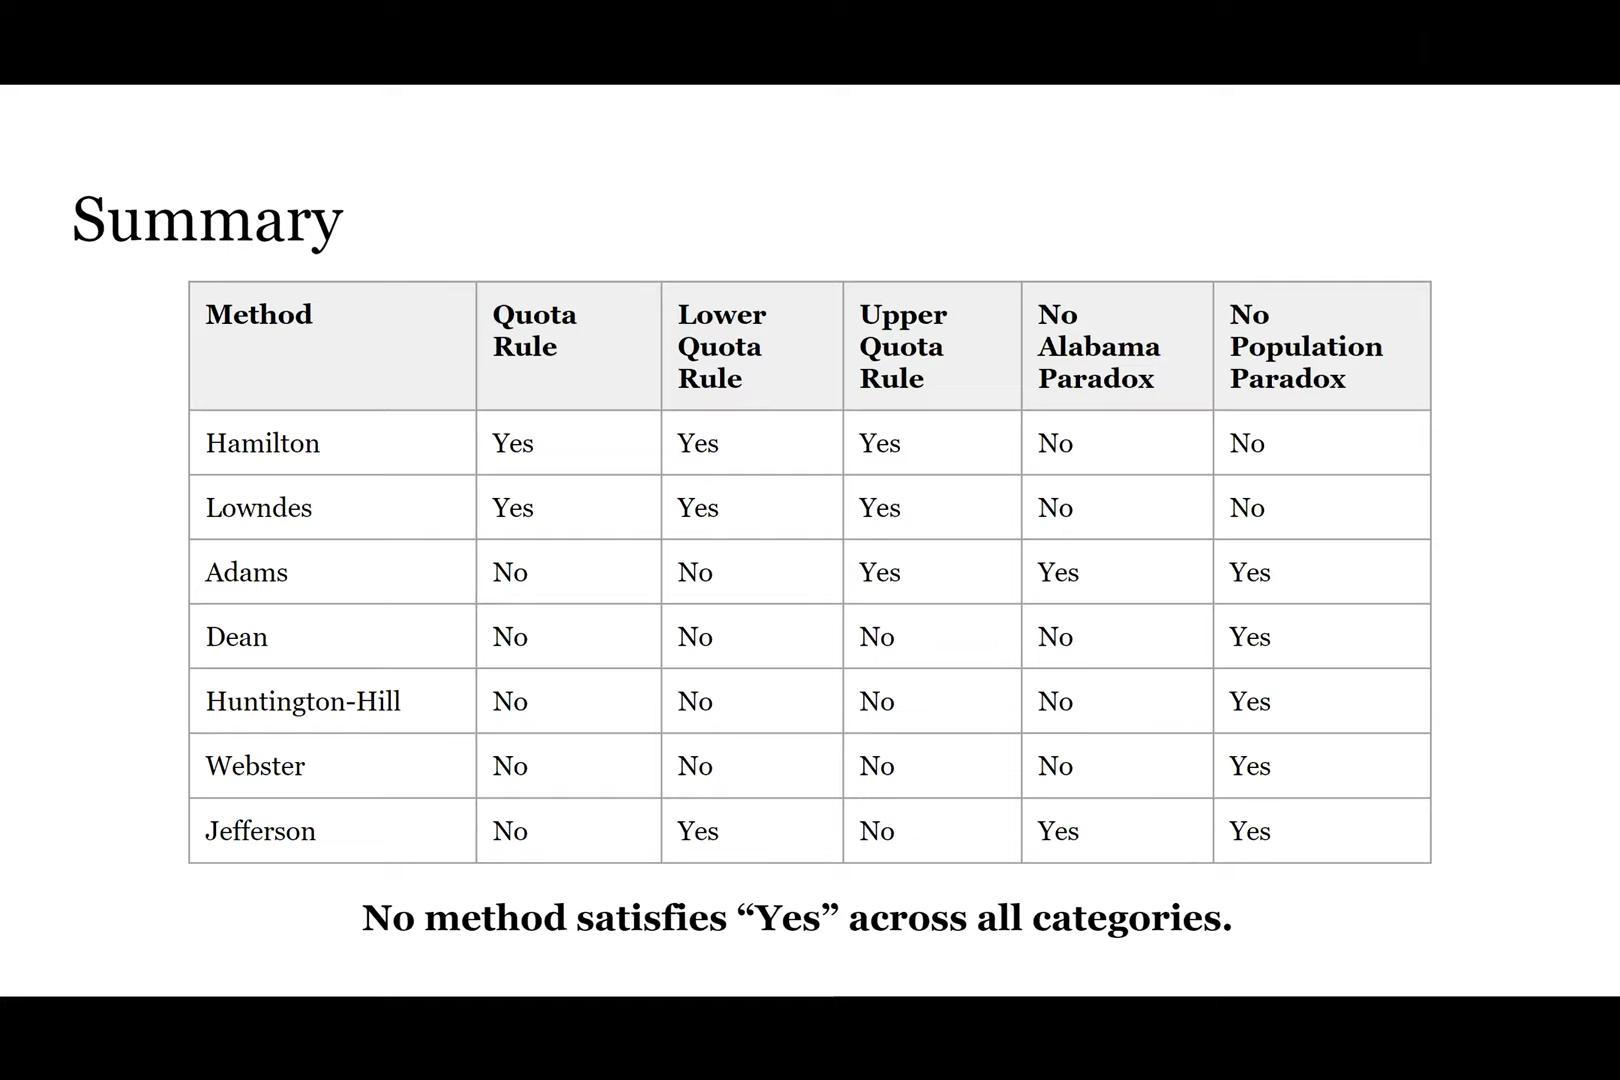 Summary
Method Quota Rule Lower Quota Rule Upper Quota Rule No Alabama Paradox No Population Paradox
Hamilton Yes Yes Yes No No
Lowndes Yes Yes Yes No No
Adams No No Yes Yes Yes
Dean No No No No Yes
Huntington-Hill No No No No Yes
Webster No No No No Yes
Jefferson No Yes No Yes Yes
No method satisfies “Yes” across all categories.